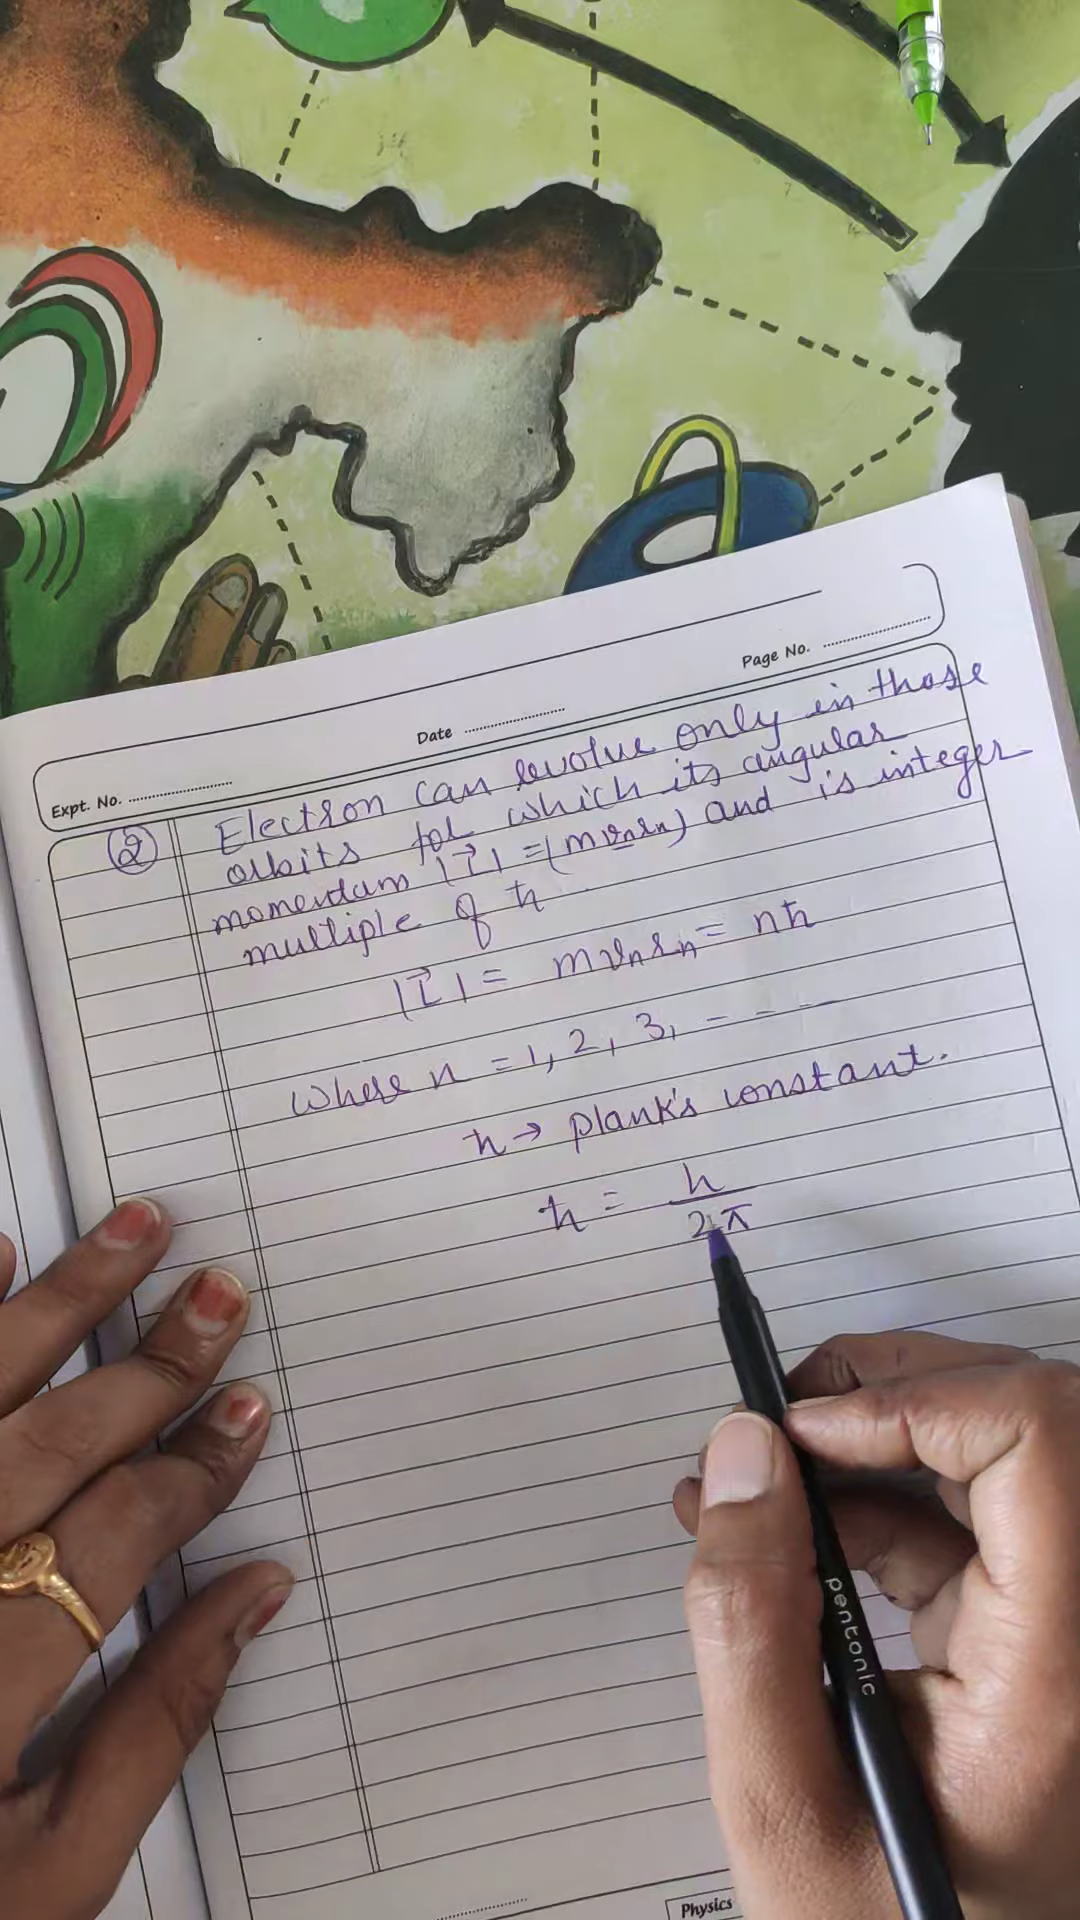 Page No.
Date
Expt. No.
② Electron can revolve only in those
orbits for which its angular
momentum |L⃗| = (mvₙrₙ) and is integer
multiple of ħ
|L⃗| = mvₙrₙ = nħ
where n = 1, 2, 3, - - - -
ħ → plank's constant.
ħ = h / 2π
pentonic
Physics